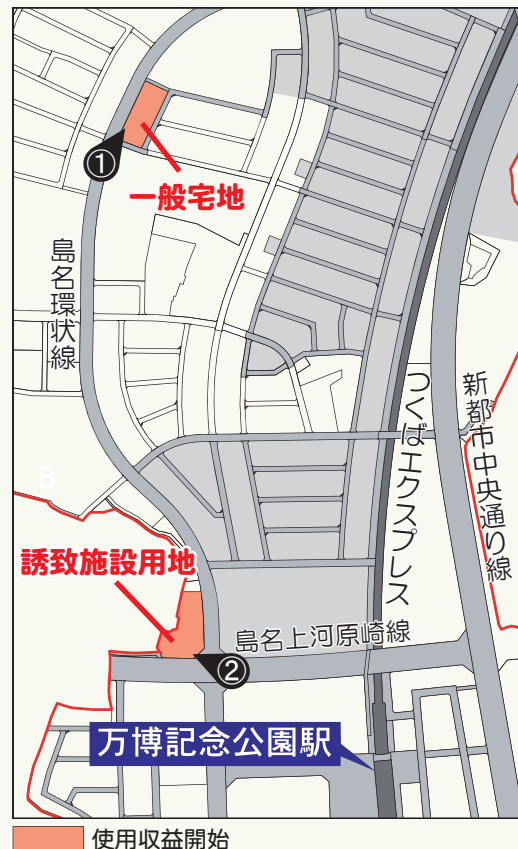 ①
一般宅地
島名環状線
つくばエクスプレス
新都市中央通り線
B
誘致施設用地
島名上河原崎線
②
万博記念公園駅
使用収益開始